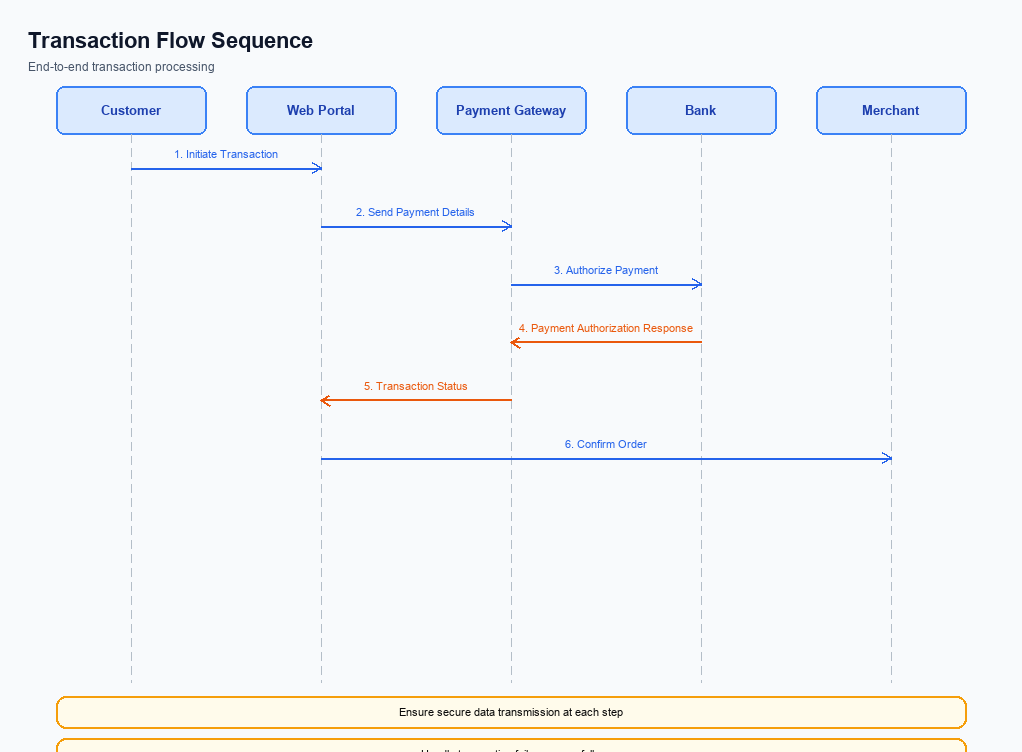 Transaction Flow Sequence
End-to-end transaction processing
Customer
Web Portal
Payment Gateway
Bank
Merchant
1. Initiate Transaction
2. Send Payment Details
3. Authorize Payment
4. Payment Authorization Response
5. Transaction Status
6. Confirm Order
Ensure secure data transmission at each step